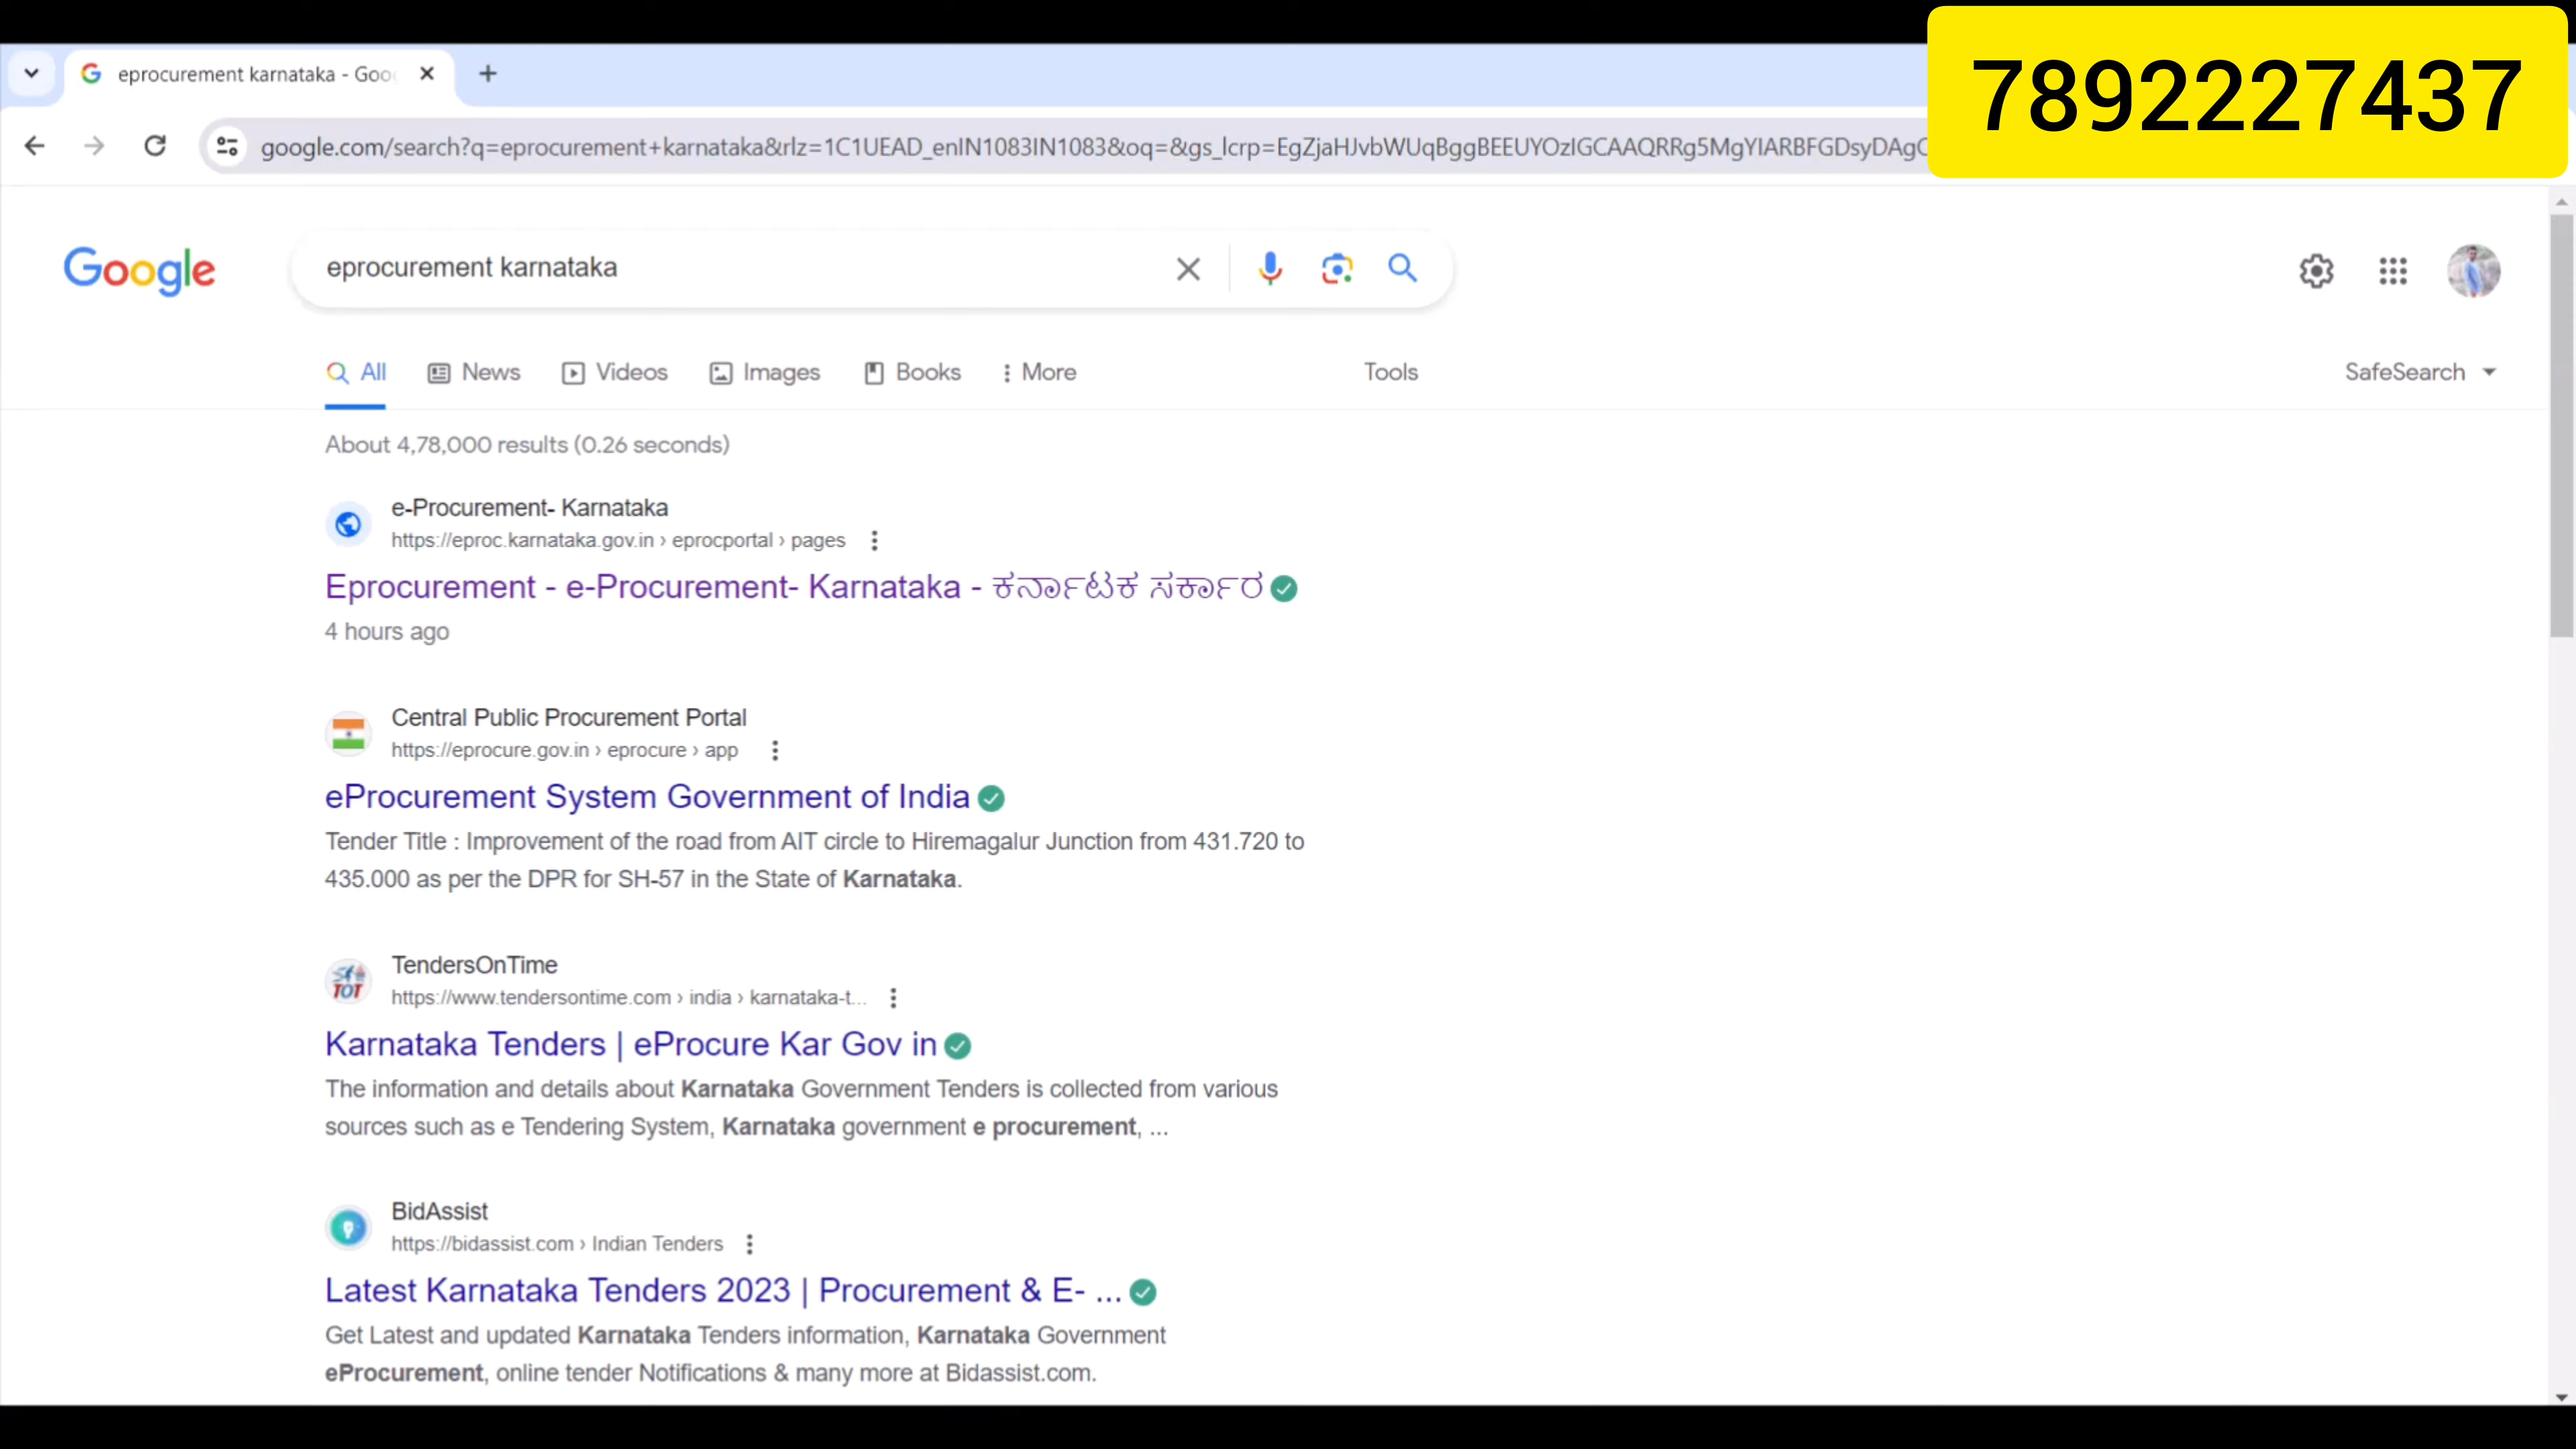 eprocurement karnataka - Goo
7892227437
google.com/search?q=eprocurement+karnataka&rlz=1C1UEAD_enIN1083IN1083&oq=&gs_lcrp=EgZjaHJvbWUqBggBEEUYOzIGCAAQRRg5MgYIARBFGDsyDAgC
Google
eprocurement karnataka
All News Videos Images Books More Tools SafeSearch
About 4,78,000 results (0.26 seconds)
e-Procurement- Karnataka
https://eproc.karnataka.gov.in › eprocportal › pages
Eprocurement - e-Procurement- Karnataka - ಕರ್ನಾಟಕ ಸರ್ಕಾರ
4 hours ago
Central Public Procurement Portal
https://eprocure.gov.in › eprocure › app
eProcurement System Government of India
Tender Title : Improvement of the road from AIT circle to Hiremagalur Junction from 431.720 to
435.000 as per the DPR for SH-57 in the State of Karnataka.
TendersOnTime
TOT
https://www.tendersontime.com › india › karnataka-t...
Karnataka Tenders | eProcure Kar Gov in
The information and details about Karnataka Government Tenders is collected from various
sources such as e Tendering System, Karnataka government e procurement, ...
BidAssist
https://bidassist.com › Indian Tenders
Latest Karnataka Tenders 2023 | Procurement & E- ...
Get Latest and updated Karnataka Tenders information, Karnataka Government
eProcurement, online tender Notifications & many more at Bidassist.com.